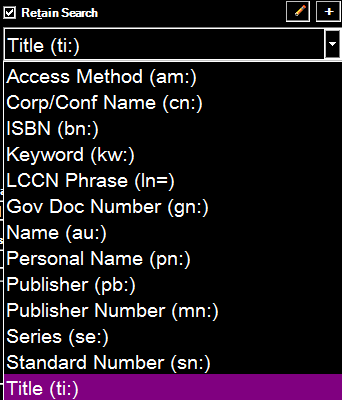 Retain Search
Title (ti:)
Access Method (am:)
Corp/Conf Name (cn:)
ISBN (bn:)
Keyword (kw:)
LCCN Phrase (ln=)
Gov Doc Number (gn:)
Name (au:)
Personal Name (pn:)
Publisher (pb:)
Publisher Number (mn:)
Series (se:)
Standard Number (sn:)
Title (ti:)